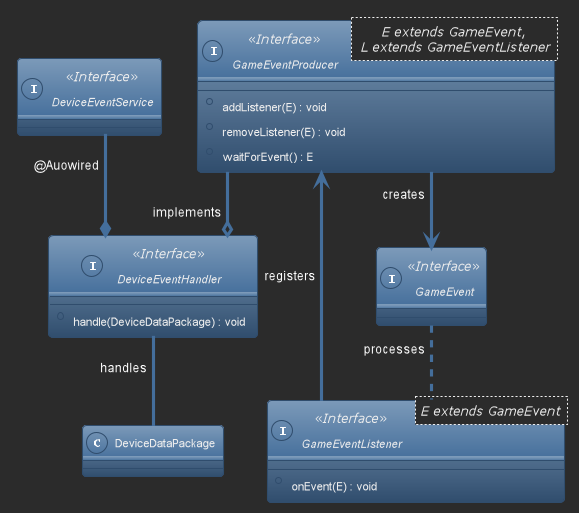 E extends GameEvent,
L extends GameEventListener
I
«Interface»
GameEventProducer
addListener(E) : void
removeListener(E) : void
waitForEvent() : E
I
«Interface»
DeviceEventService
@Auowired
implements
creates
I
«Interface»
DeviceEventHandler
handle(DeviceDataPackage) : void
registers
I
«Interface»
GameEvent
handles
processes
C DeviceDataPackage
E extends GameEvent
I
«Interface»
GameEventListener
onEvent(E) : void